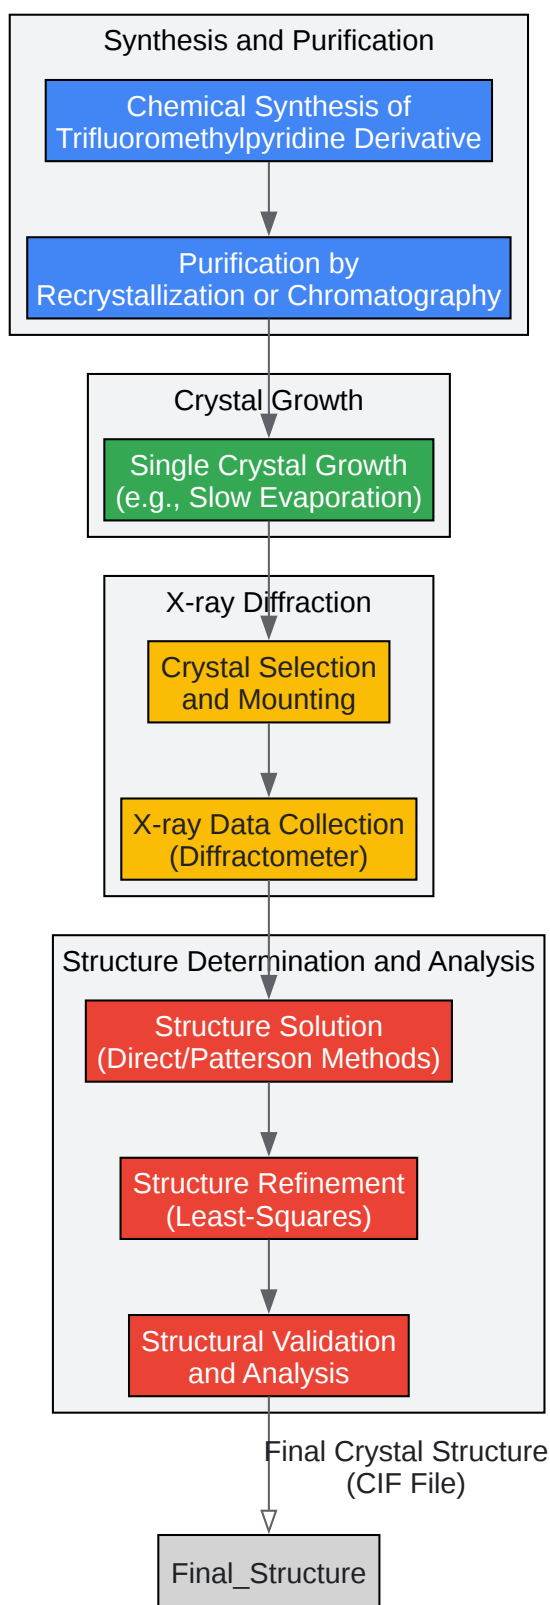 Synthesis and Purification
Chemical Synthesis of
Trifluoromethylpyridine Derivative
Purification by
Recrystallization or Chromatography
Crystal Growth
Single Crystal Growth
(e.g., Slow Evaporation)
X-ray Diffraction
Crystal Selection
and Mounting
X-ray Data Collection
(Diffractometer)
Structure Determination and Analysis
Structure Solution
(Direct/Patterson Methods)
Structure Refinement
(Least-Squares)
Structural Validation
and Analysis
Final Crystal Structure
(CIF File)
Final_Structure